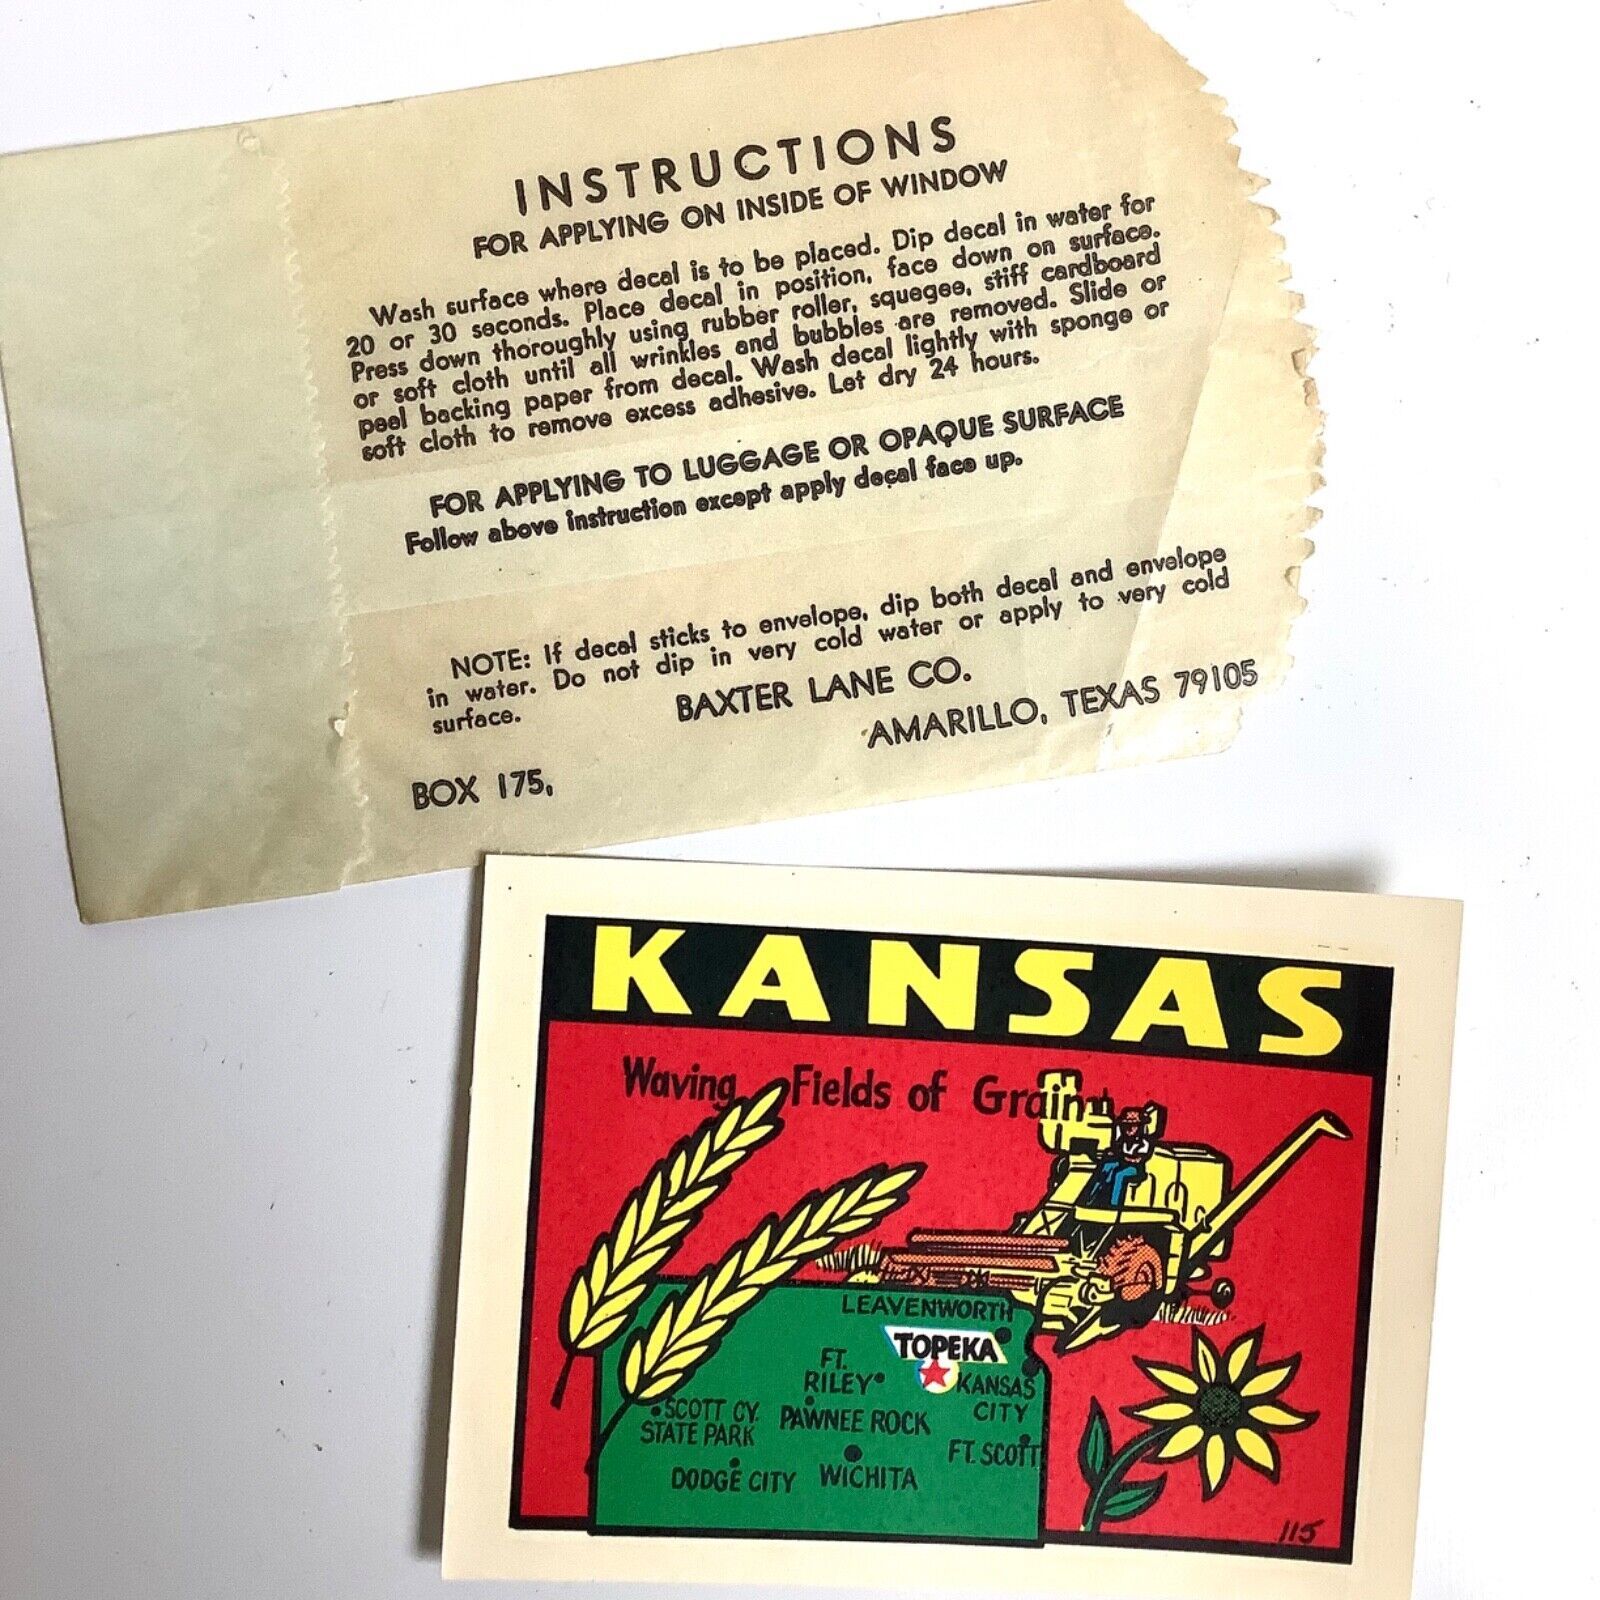 INSTRUCTIONS
FOR APPLYING ON INSIDE OF WINDOW
Wash surface where decal is to be placed. Dip decal in water for
20 or 30 seconds. Place decal in position, face down on surface.
Press down thoroughly using rubber roller, squegee, stiff cardboard
or soft cloth until all wrinkles and bubbles are removed. Slide or
peel backing paper from decal. Wash decal lightly with sponge or
soft cloth to remove excess adhesive. Let dry 24 hours.
FOR APPLYING TO LUGGAGE OR OPAQUE SURFACE
Follow above instruction except apply decal face up.
NOTE: If decal sticks to envelope, dip both decal and envelope
in water. Do not dip in very cold water or apply to very cold
surface.
BAXTER LANE CO.
BOX 175, AMARILLO, TEXAS 79105
KANSAS
Waving Fields of Grain
LEAVENWORTH
TOPEKA
FT.
RILEY
KANSAS
CITY
SCOTT CY.
STATE PARK
PAWNEE ROCK
FT. SCOTT
DODGE CITY
WICHITA
115